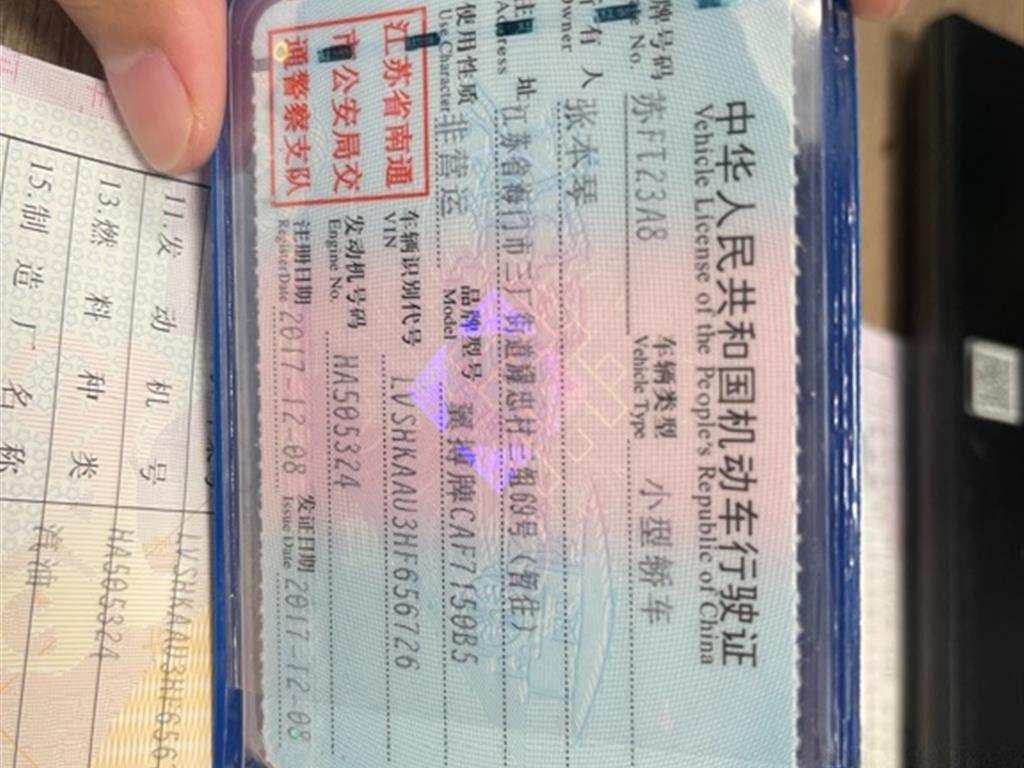 中华人民共和国机动车行驶证
Vehicle License of the People's Republic of China
牌号码 苏FT23A8 车辆类型 小型轿车
No. Vehicle Type
所有人 张本琴
Owner
住址 江苏省海门市三厂街道耀忠村三组69号(暂住)
Address
使用性质 非营运 品牌型号 翼搏牌CAF7150B5
Use Character Model
江苏省南通
市公安局交
通警察支队
车辆识别代号 LVSHKAAU3HF656726
VIN
发动机号码 HA505324
Engine No.
注册日期 2017-12-08 发证日期 2017-12-08
Register Date Issue Date
11.发动机号 HA505324
13.燃料种类 汽油
15.制造厂名称
LVSHKAAU3HF656